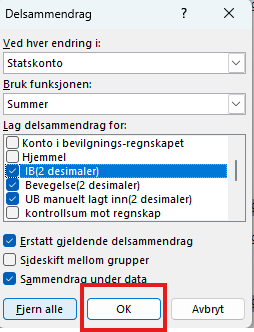 Delsammendrag
Ved hver endring i:
Statskonto
Bruk funksjonen:
Summer
Lag delsammendrag for:
Konto i bevilgnings-regnskapet
Hjemmel
IB(2 desimaler)
Bevegelse(2 desimaler)
UB manuelt lagt inn(2 desimaler)
kontrollsum mot regnskap
Erstatt gjeldende delsammendrag
Sideskift mellom grupper
Sammendrag under data
Fjern alle
OK
Avbryt